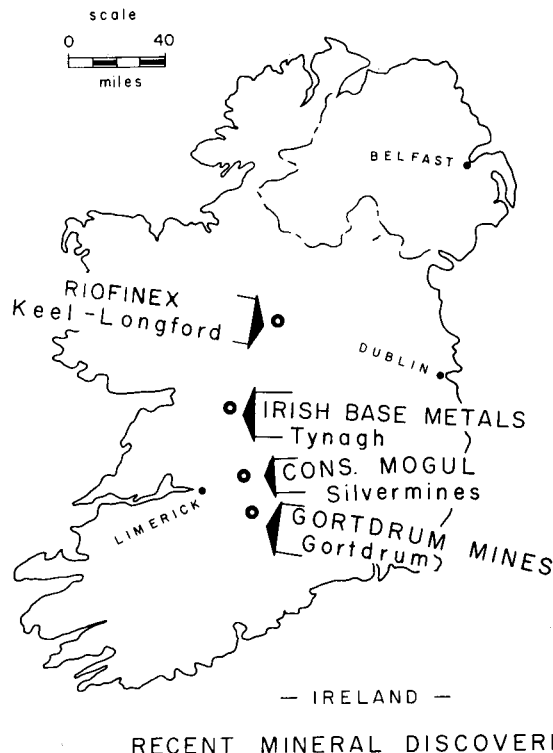 scale
0 40
miles
BELFAST
RIOFINEX
Keel-Longford
DUBLIN
IRISH BASE METALS
Tynagh
CONS. MOGUL
Silvermines
LIMERICK
GORTDRUM MINES
Gortdrum
— IRELAND —
RECENT MINERAL DISCOVERI